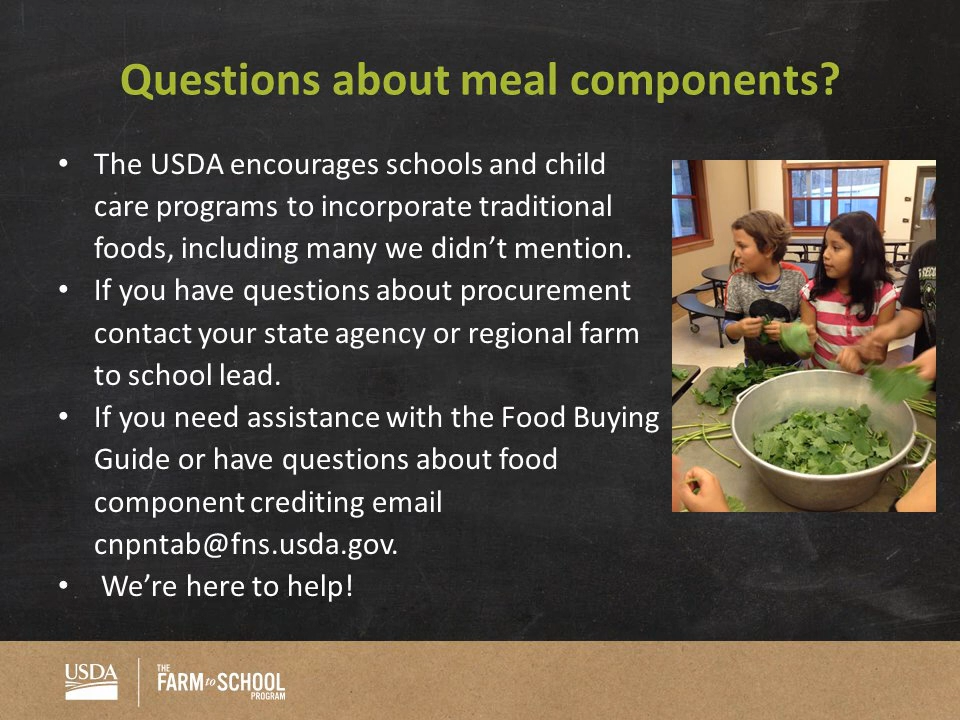 Questions about meal components?
• The USDA encourages schools and child
care programs to incorporate traditional
foods, including many we didn’t mention.
• If you have questions about procurement
contact your state agency or regional farm
to school lead.
• If you need assistance with the Food Buying
Guide or have questions about food
component crediting email
cnpntab@fns.usda.gov.
• We’re here to help!
USDA
THE
FARM to SCHOOL
PROGRAM